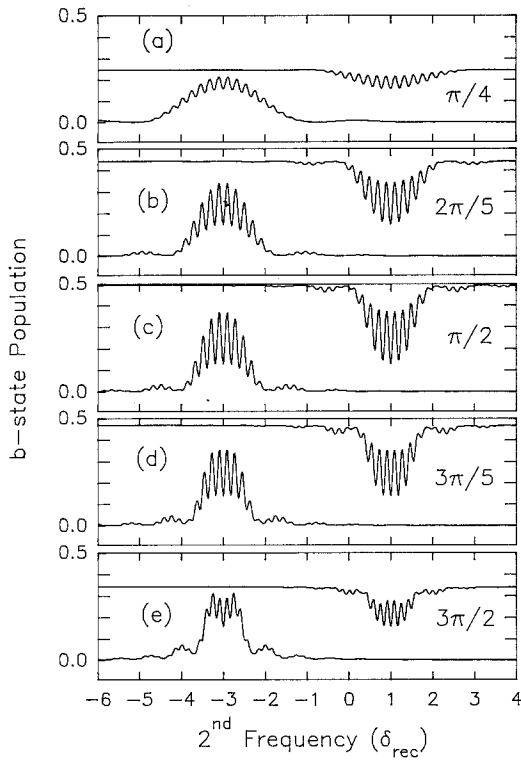 (a)
π/4
0.0
0.5
(b)
2π/5
0.0
0.5
(c)
π/2
0.0
0.5
(d)
3π/5
0.0
0.5
(e)
3π/2
0.0
b-state Population
-6 -5 -4 -3 -2 -1 0 1 2 3 4
2nd Frequency (δrec)